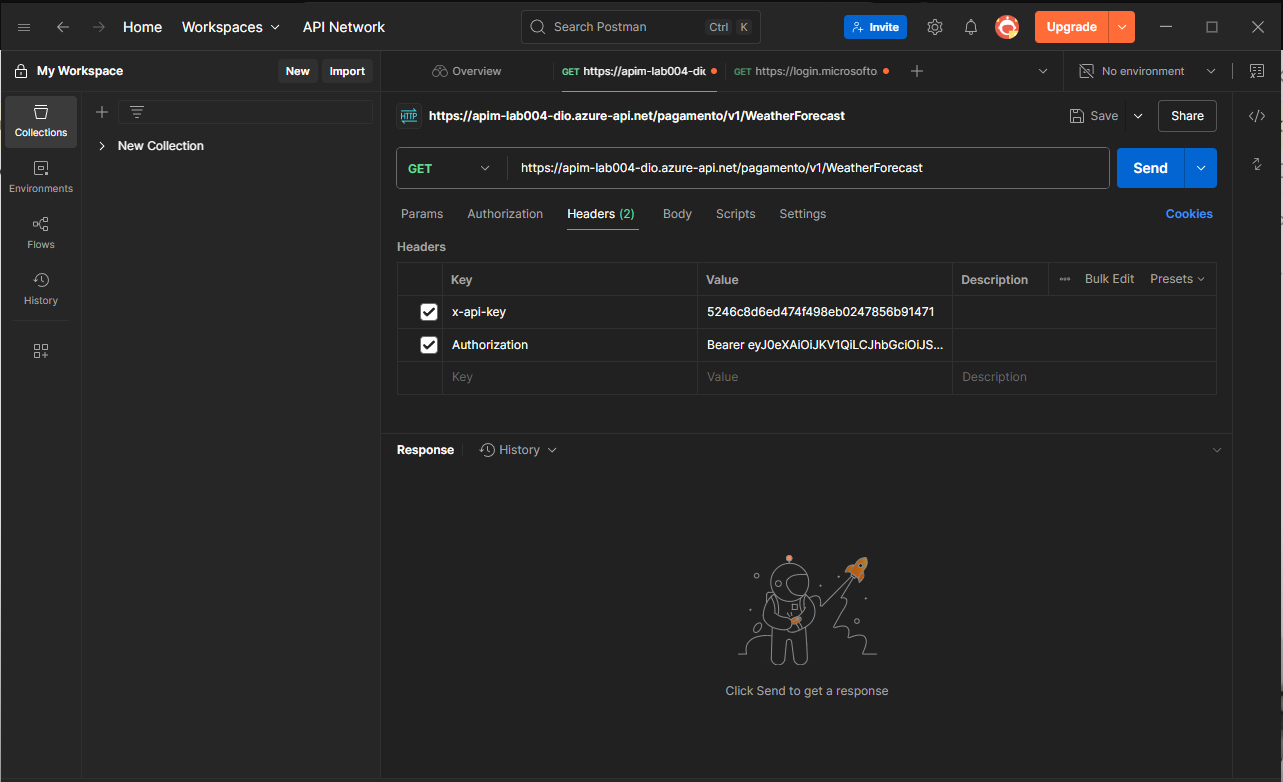 Home Workspaces API Network Search Postman Ctrl K Invite Upgrade
My Workspace New Import Overview GET https://apim-lab004-dio GET https://login.microsofto No environment
Collections
New Collection
Environments
Flows
History
HTTP https://apim-lab004-dio.azure-api.net/pagamento/v1/WeatherForecast Save Share
GET https://apim-lab004-dio.azure-api.net/pagamento/v1/WeatherForecast Send
Params Authorization Headers (2) Body Scripts Settings Cookies
Headers
Key Value Description Bulk Edit Presets
x-api-key 5246c8d6ed474f498eb0247856b91471
Authorization Bearer eyJ0eXAiOiJKV1QiLCJhbGciOiJS...
Key Value Description
Response History
Click Send to get a response